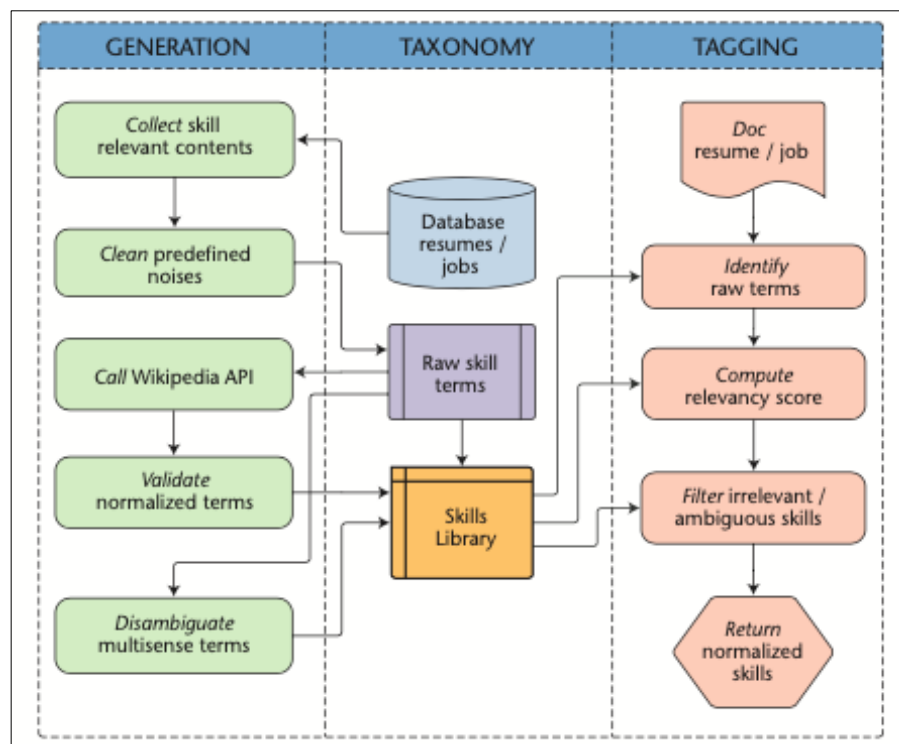 GENERATION
TAXONOMY
TAGGING
Collect skill
relevant contents
Clean predefined
noises
Call Wikipedia API
Validate
normalized terms
Disambiguate
multisense terms
Database
resumes /
jobs
Raw skill
terms
Skills
Library
Doc
resume / job
Identify
raw terms
Compute
relevancy score
Filter irrelevant /
ambiguous skills
Return
normalized
skills